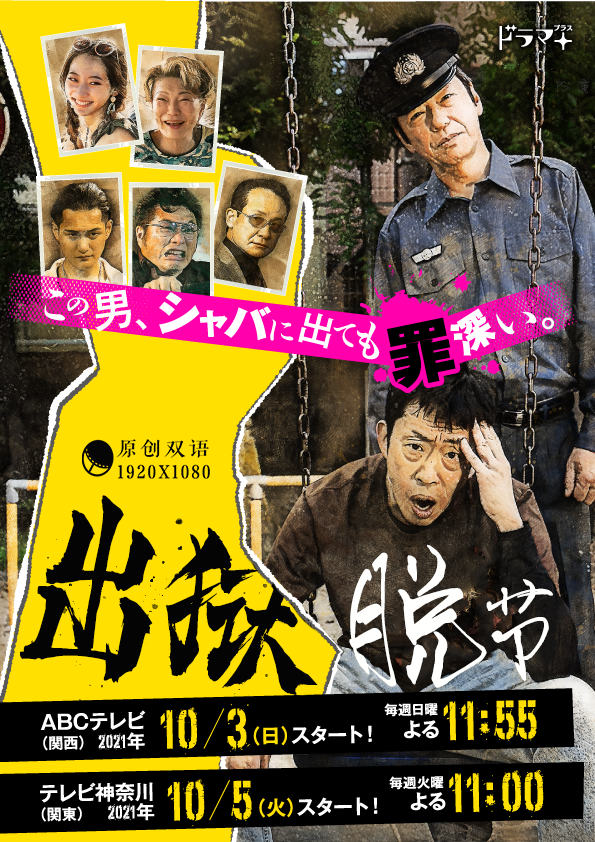 ドラマ+
プラス
この男、シャバに出ても罪深い。
原创双语
1920X1080
出獄
脱节
ABCテレビ
(関西) 2021年
10/3(日)スタート!
毎週日曜
よる11:55
テレビ神奈川
(関東) 2021年
10/5(火)スタート!
毎週火曜
よる11:00